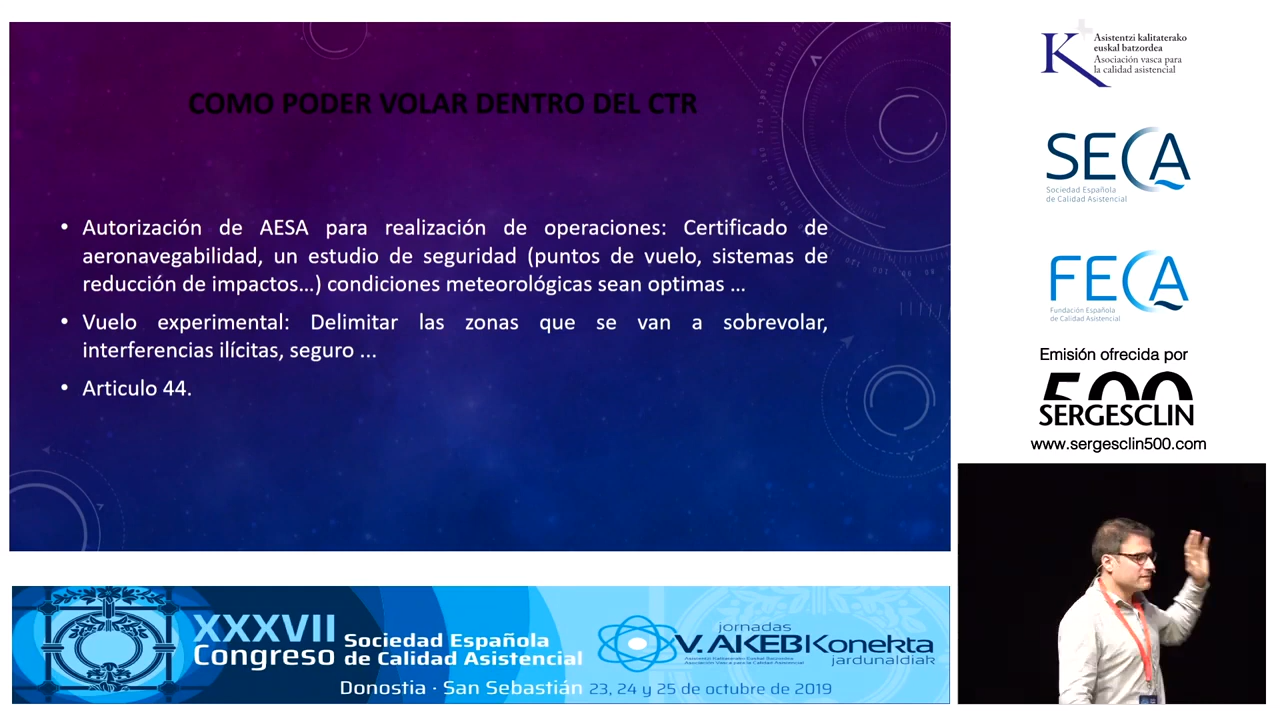 COMO PODER VOLAR DENTRO DEL CTR
• Autorización de AESA para realización de operaciones: Certificado de
aeronavegabilidad, un estudio de seguridad (puntos de vuelo, sistemas de
reducción de impactos...) condiciones meteorológicas sean optimas ...
• Vuelo experimental: Delimitar las zonas que se van a sobrevolar,
interferencias ilícitas, seguro ...
• Articulo 44.
Asistentzi kalitaterako
euskal batzordea
Asociación vasca para
la calidad asistencial
SECA
Sociedad Española
de Calidad Asistencial
FECA
Fundación Española
de Calidad Asistencial
Emisión ofrecida por
500
SERGESCLIN
www.sergesclin500.com
XXXVII
Congreso
Sociedad Española
de Calidad Asistencial
Donostia · San Sebastián 23, 24 y 25 de octubre de 2019
jornadas
V.AKEBIKonekta
jardunaldiak